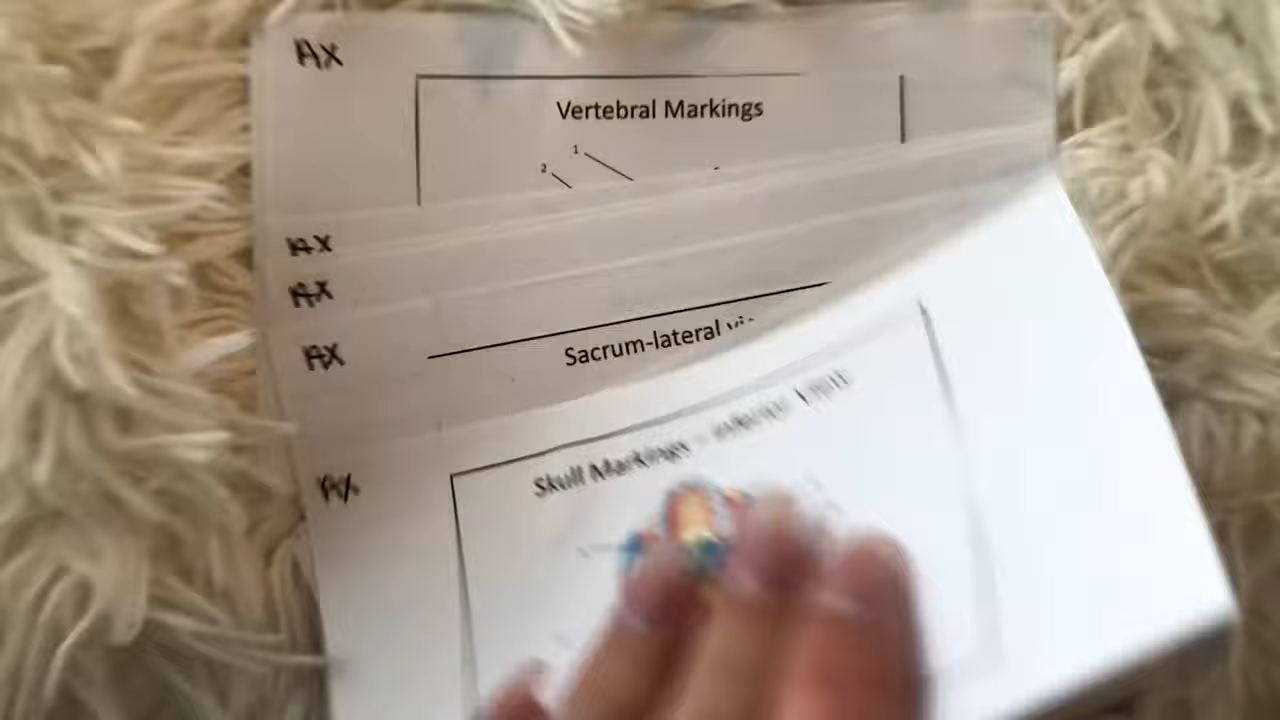 AX
Vertebral Markings
1
2
AX
AX
AX
Sacrum-lateral
AX
Skull Markings -